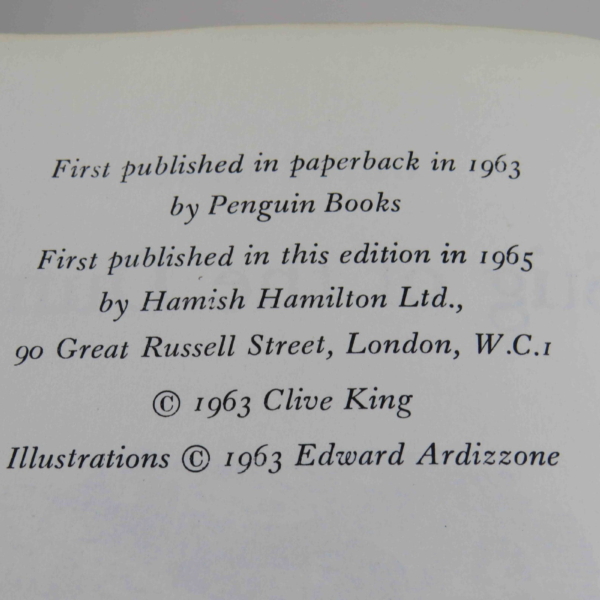 First published in paperback in 1963
by Penguin Books
First published in this edition in 1965
by Hamish Hamilton Ltd.,
90 Great Russell Street, London, W.C.1
© 1963 Clive King
Illustrations © 1963 Edward Ardizzone